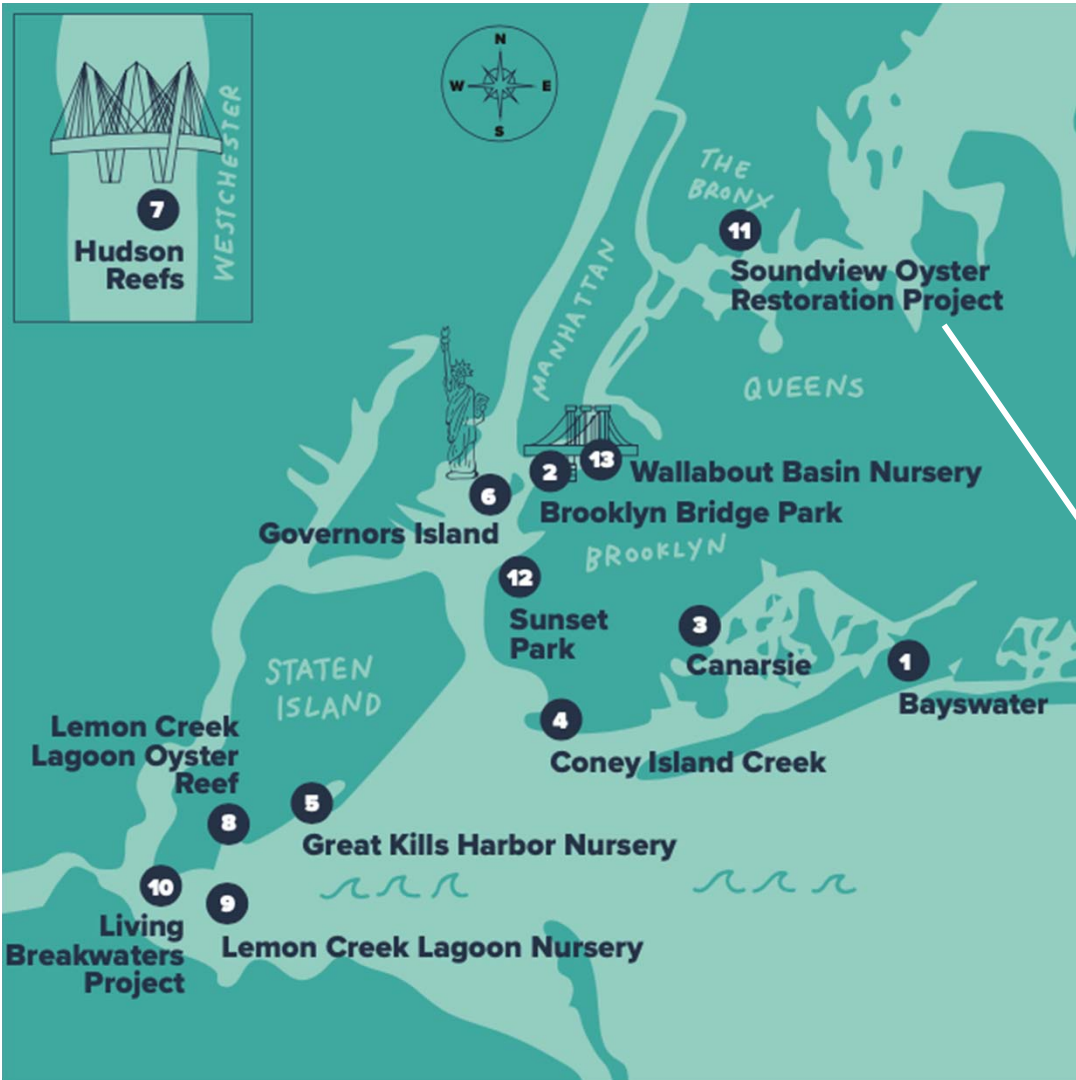 N
W
E
S
WESTCHESTER
7
Hudson
Reefs
THE
BRONX
11
Soundview Oyster
Restoration Project
MANHATTAN
QUEENS
2
13
Wallabout Basin Nursery
6
Brooklyn Bridge Park
Governors Island
BROOKLYN
12
Sunset
Park
3
Canarsie
1
Bayswater
STATEN
ISLAND
4
Coney Island Creek
Lemon Creek
Lagoon Oyster
Reef
8
5
Great Kills Harbor Nursery
10
Living
Breakwaters
Project
9
Lemon Creek Lagoon Nursery